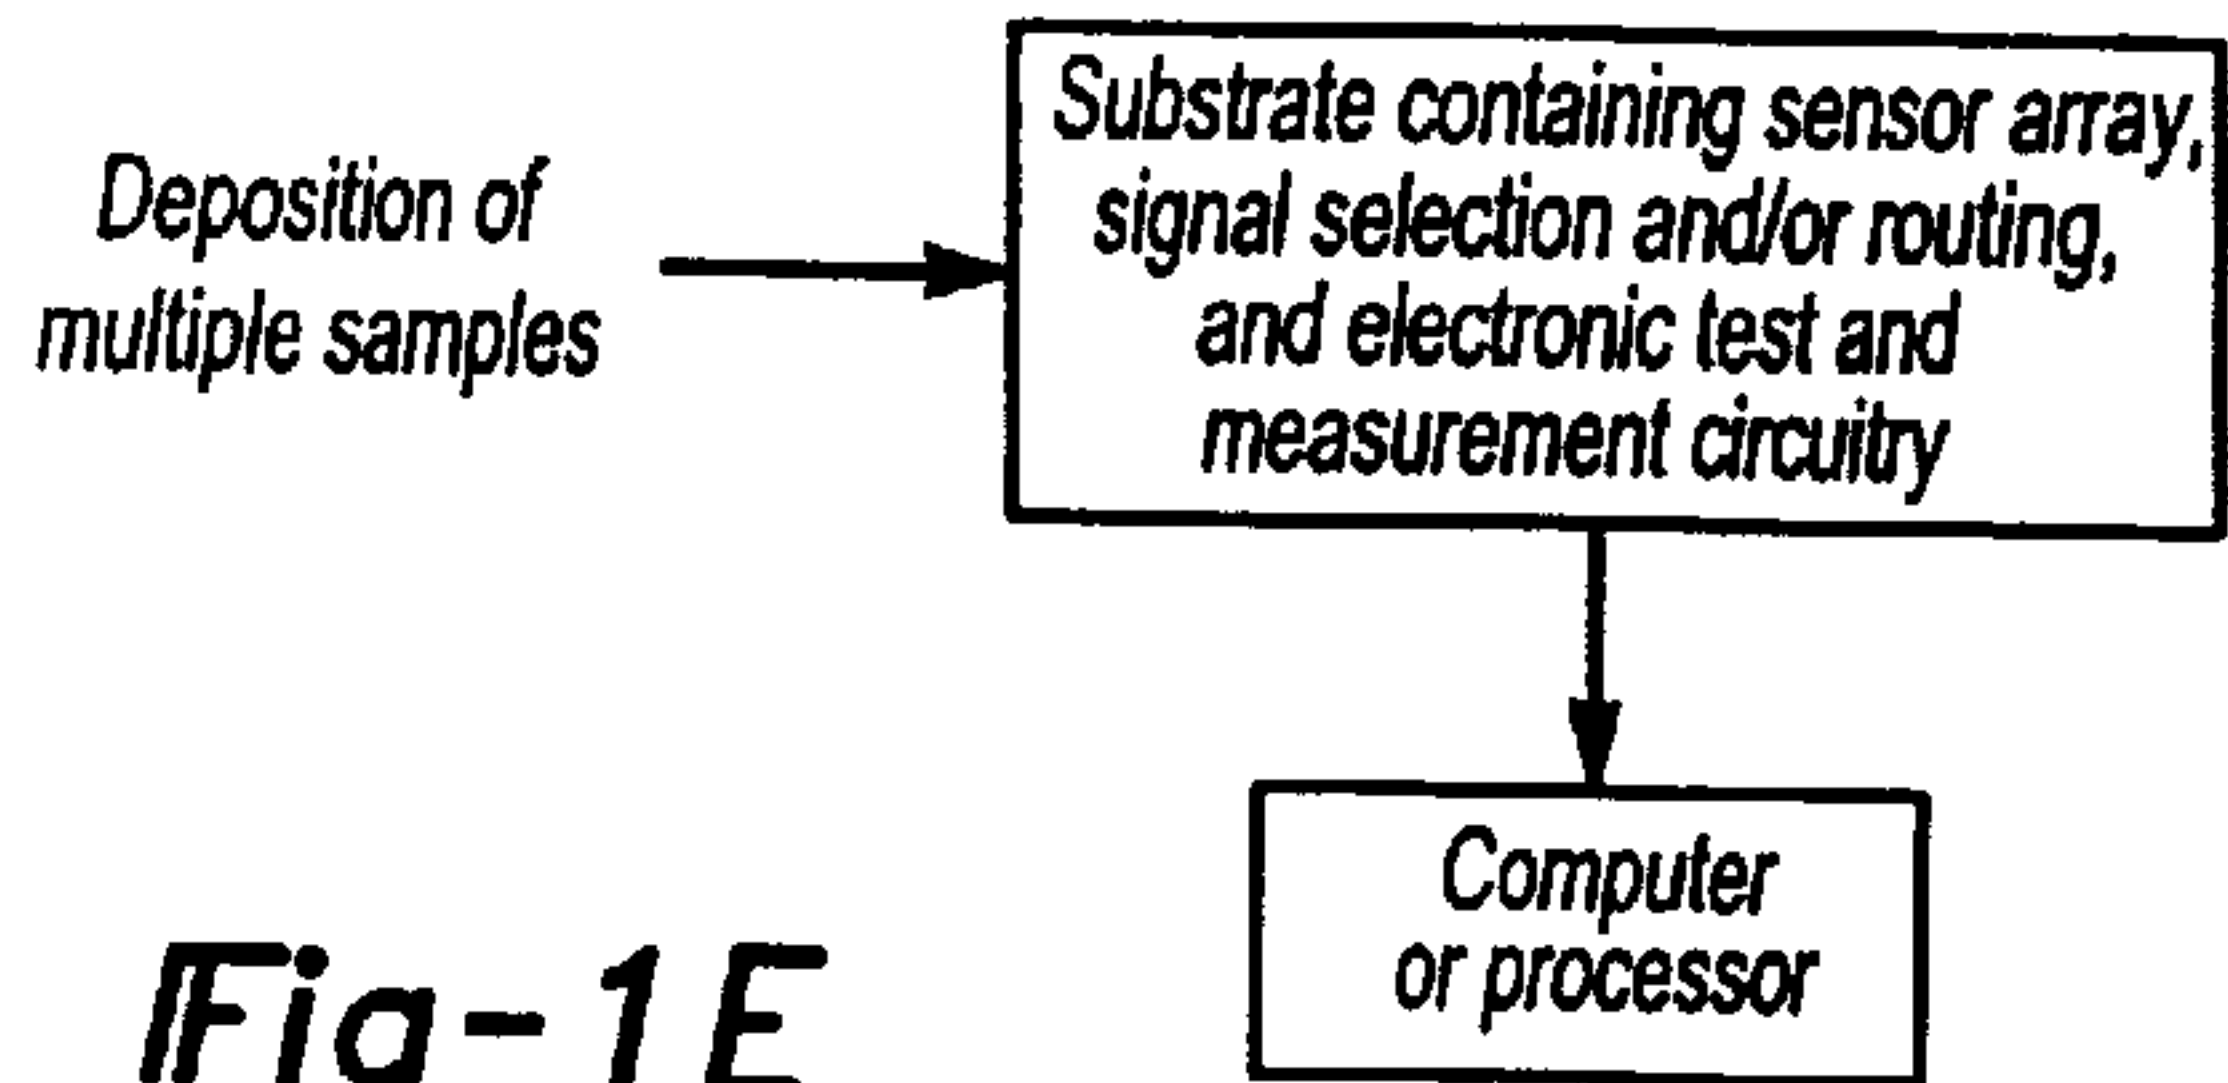 Deposition of
multiple samples
Substrate containing sensor array,
signal selection and/or routing,
and electronic test and
measurement circuitry
Computer
or processor
Fig-1E